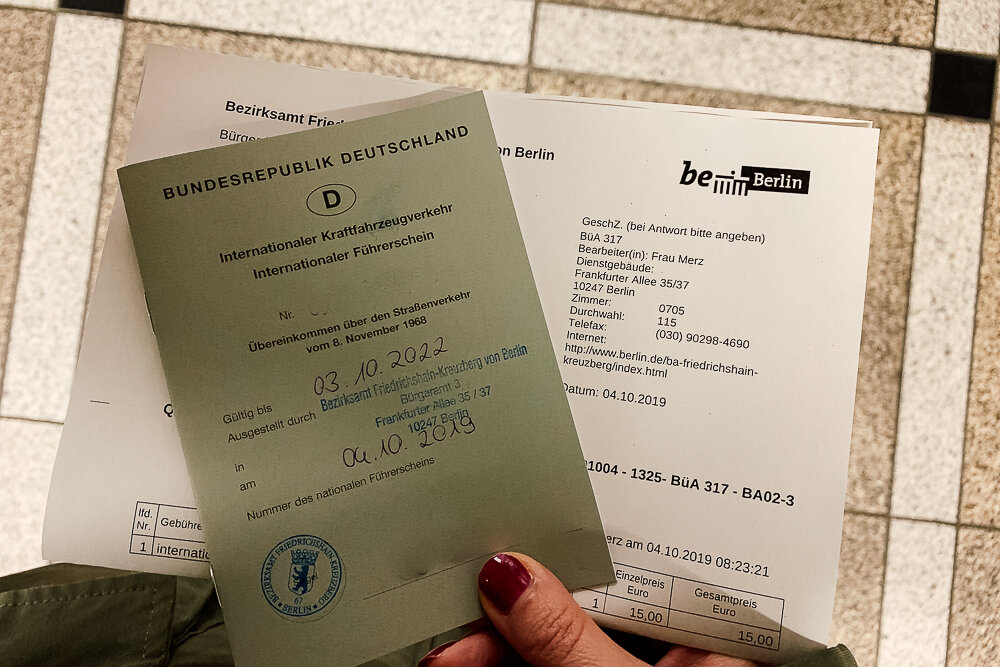 BUNDESREPUBLIK DEUTSCHLAND
D
Internationaler Kraftfahrzeugverkehr
Internationaler Führerschein
Nr.
Übereinkommen über den Straßenverkehr
vom 8. November 1968
Gültig bis 03.10.2022
Ausgestellt durch Bezirksamt Friedrichshain-Kreuzberg von Berlin
Bürgeramt 3
Frankfurter Allee 35 / 37
in 10247 Berlin
am 04.10.2019
Nummer des nationalen Führerscheins
BEZIRKSAMT FRIEDRICHSHAIN-KREUZBERG
67
BERLIN
Bezirksamt Fried
on Berlin
Bürger
be Berlin
GeschZ. (bei Antwort bitte angeben)
BüA 317
Bearbeiter(in): Frau Merz
Dienstgebäude:
Frankfurter Allee 35/37
10247 Berlin
Zimmer: 0705
Durchwahl: 115
Telefax: (030) 90298-4690
Internet:
http://www.berlin.de/ba-friedrichshain-
kreuzberg/index.html
Datum: 04.10.2019
Q
1004 - 1325- BüA 317 - BA02-3
Merz am 04.10.2019 08:23:21
lfd. Nr. Gebühre
Einzelpreis Euro Gesamtpreis Euro
1 internatio
1 15,00 15,00